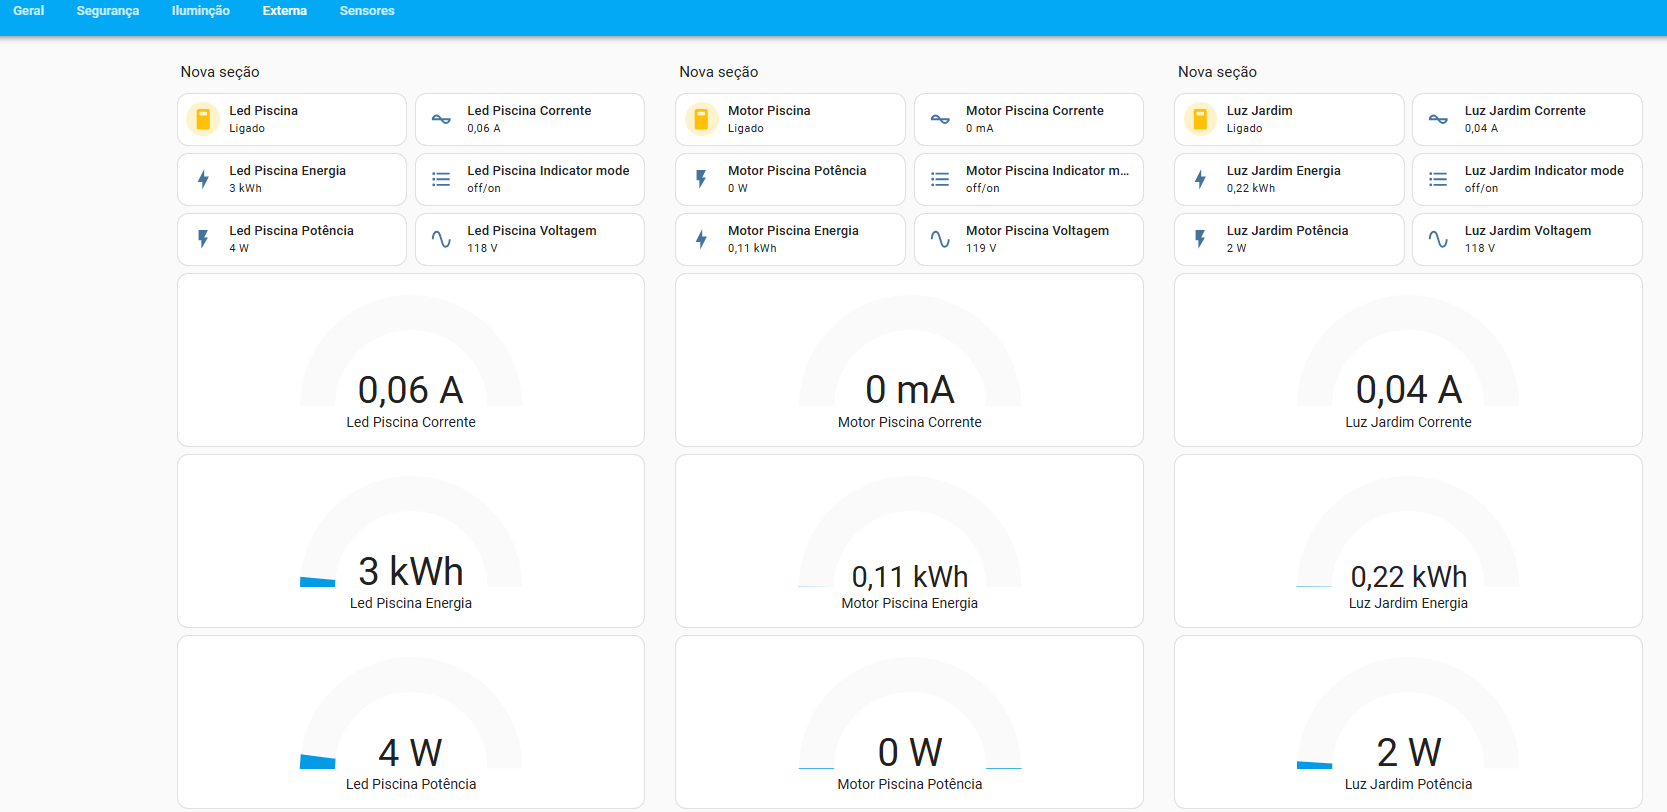 Geral Segurança Iluminção Externa Sensores
Nova seção
Led Piscina
Ligado
Led Piscina Corrente
0,06 A
Led Piscina Energia
3 kWh
Led Piscina Indicator mode
off/on
Led Piscina Potência
4 W
Led Piscina Voltagem
118 V
0,06 A
Led Piscina Corrente
3 kWh
Led Piscina Energia
4 W
Led Piscina Potência
Nova seção
Motor Piscina
Ligado
Motor Piscina Corrente
0 mA
Motor Piscina Potência
0 W
Motor Piscina Indicator m...
off/on
Motor Piscina Energia
0,11 kWh
Motor Piscina Voltagem
119 V
0 mA
Motor Piscina Corrente
0,11 kWh
Motor Piscina Energia
0 W
Motor Piscina Potência
Nova seção
Luz Jardim
Ligado
Luz Jardim Corrente
0,04 A
Luz Jardim Energia
0,22 kWh
Luz Jardim Indicator mode
off/on
Luz Jardim Potência
2 W
Luz Jardim Voltagem
118 V
0,04 A
Luz Jardim Corrente
0,22 kWh
Luz Jardim Energia
2 W
Luz Jardim Potência